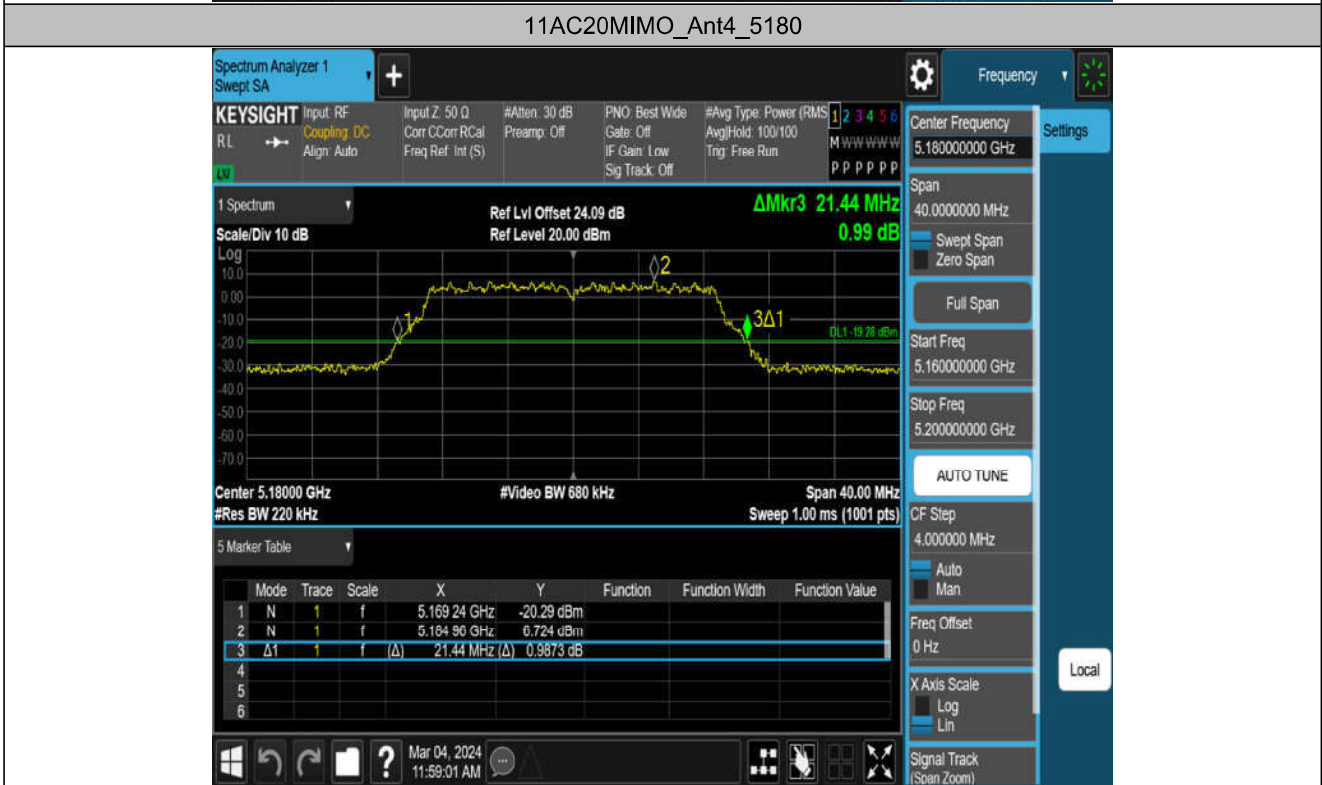 11AC20MIMO_Ant4_5180
Spectrum Analyzer 1
Swept SA
+
Frequency
KEYSIGHT
RL
LXI
Input: RF
Coupling: DC
Align: Auto
Input Z: 50 Ω
Corr CCorr RCal
Freq Ref: Int (S)
#Atten: 30 dB
Preamp: Off
PNO: Best Wide
Gate: Off
IF Gain: Low
Sig Track: Off
#Avg Type: Power (RMS
Avg|Hold: 100/100
Trig: Free Run
1 2 3 4 5 6
M W W W W W
P P P P P P
Center Frequency
5.180000000 GHz
Settings
Span
40.0000000 MHz
Swept Span
Zero Span
Full Span
Start Freq
5.160000000 GHz
Stop Freq
5.200000000 GHz
AUTO TUNE
CF Step
4.000000 MHz
Auto
Man
Freq Offset
0 Hz
X Axis Scale
Log
Lin
Signal Track
(Span Zoom)
Local
1 Spectrum
Scale/Div 10 dB
Ref Lvl Offset 24.09 dB
Ref Level 20.00 dBm
ΔMkr3 21.44 MHz
0.99 dB
Log
10.0
0.00
-10.0
-20.0
-30.0
-40.0
-50.0
-60.0
-70.0
1
2
3Δ1
DL1 -19.28 dBm
Center 5.18000 GHz
#Video BW 680 kHz
Span 40.00 MHz
#Res BW 220 kHz
Sweep 1.00 ms (1001 pts)
5 Marker Table
Mode Trace Scale X Y Function Function Width Function Value
1 N 1 f 5.169 24 GHz -20.29 dBm
2 N 1 f 5.184 96 GHz 6.724 dBm
3 Δ1 1 f (Δ) 21.44 MHz (Δ) 0.9873 dB
4
5
6
?
Mar 04, 2024
11:59:01 AM